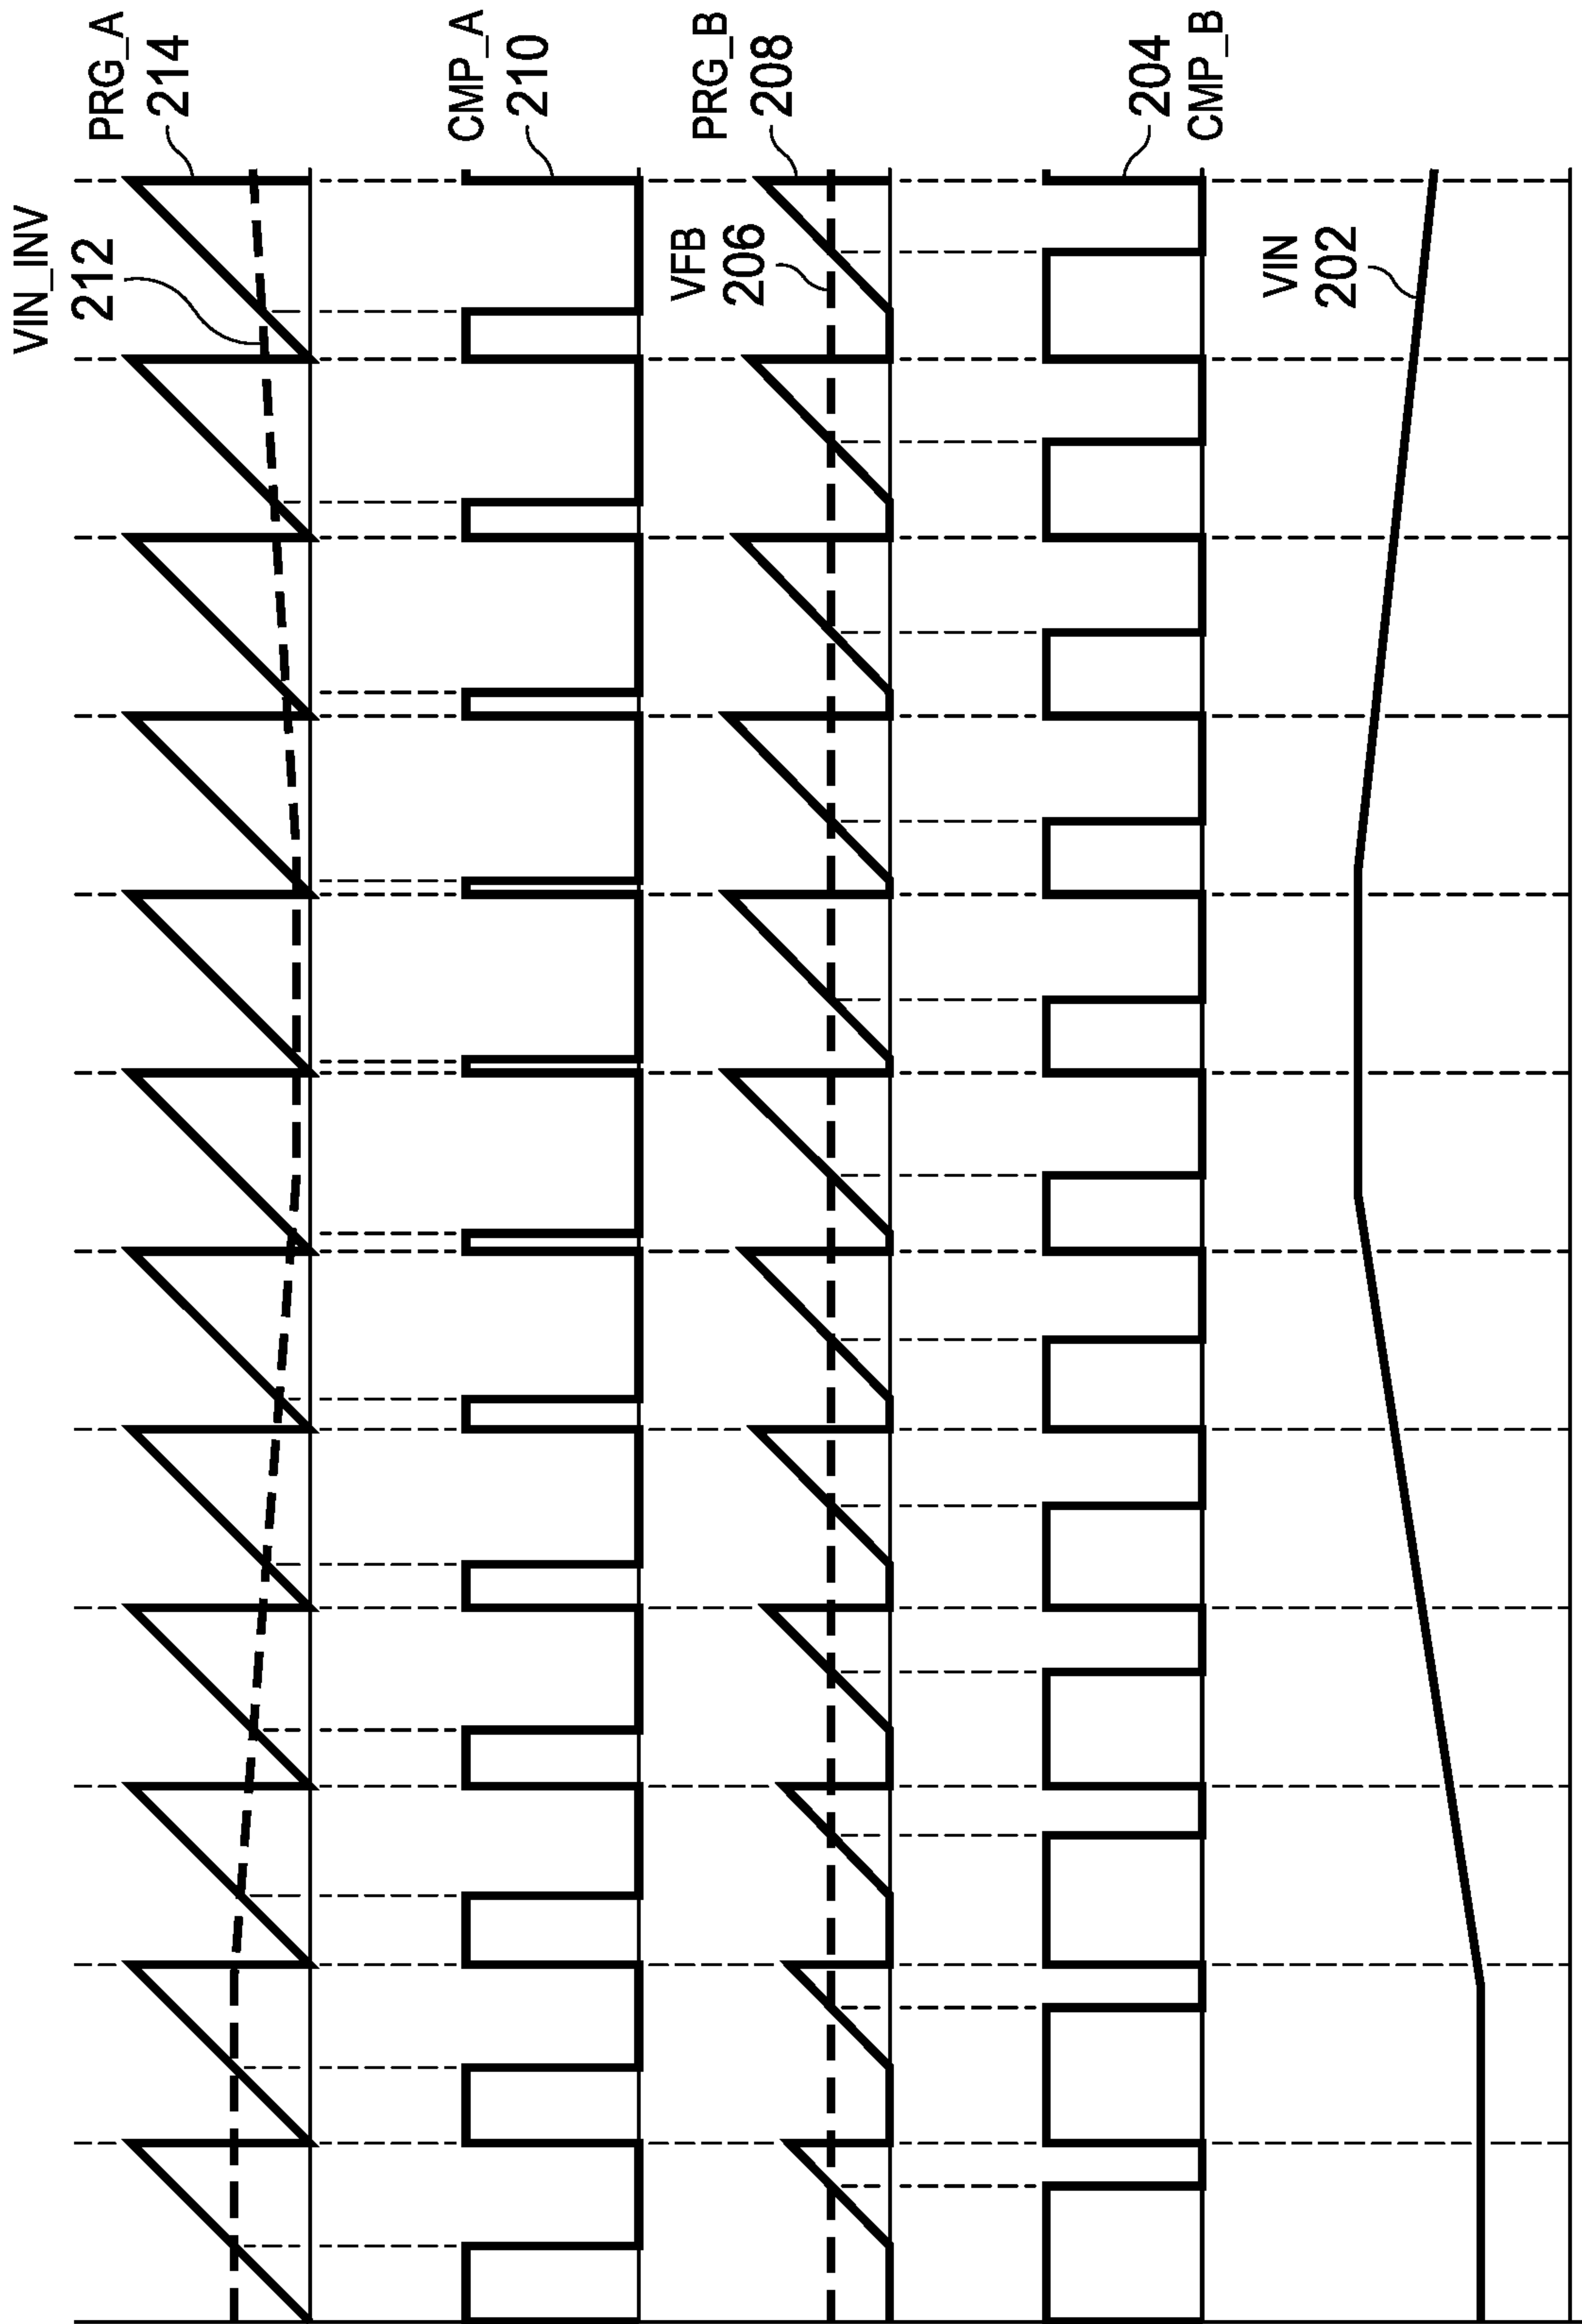 VIN_INV
212
PRG_A
214
CMP_A
210
VFB
206
PRG_B
208
204
CMP_B
VIN
202